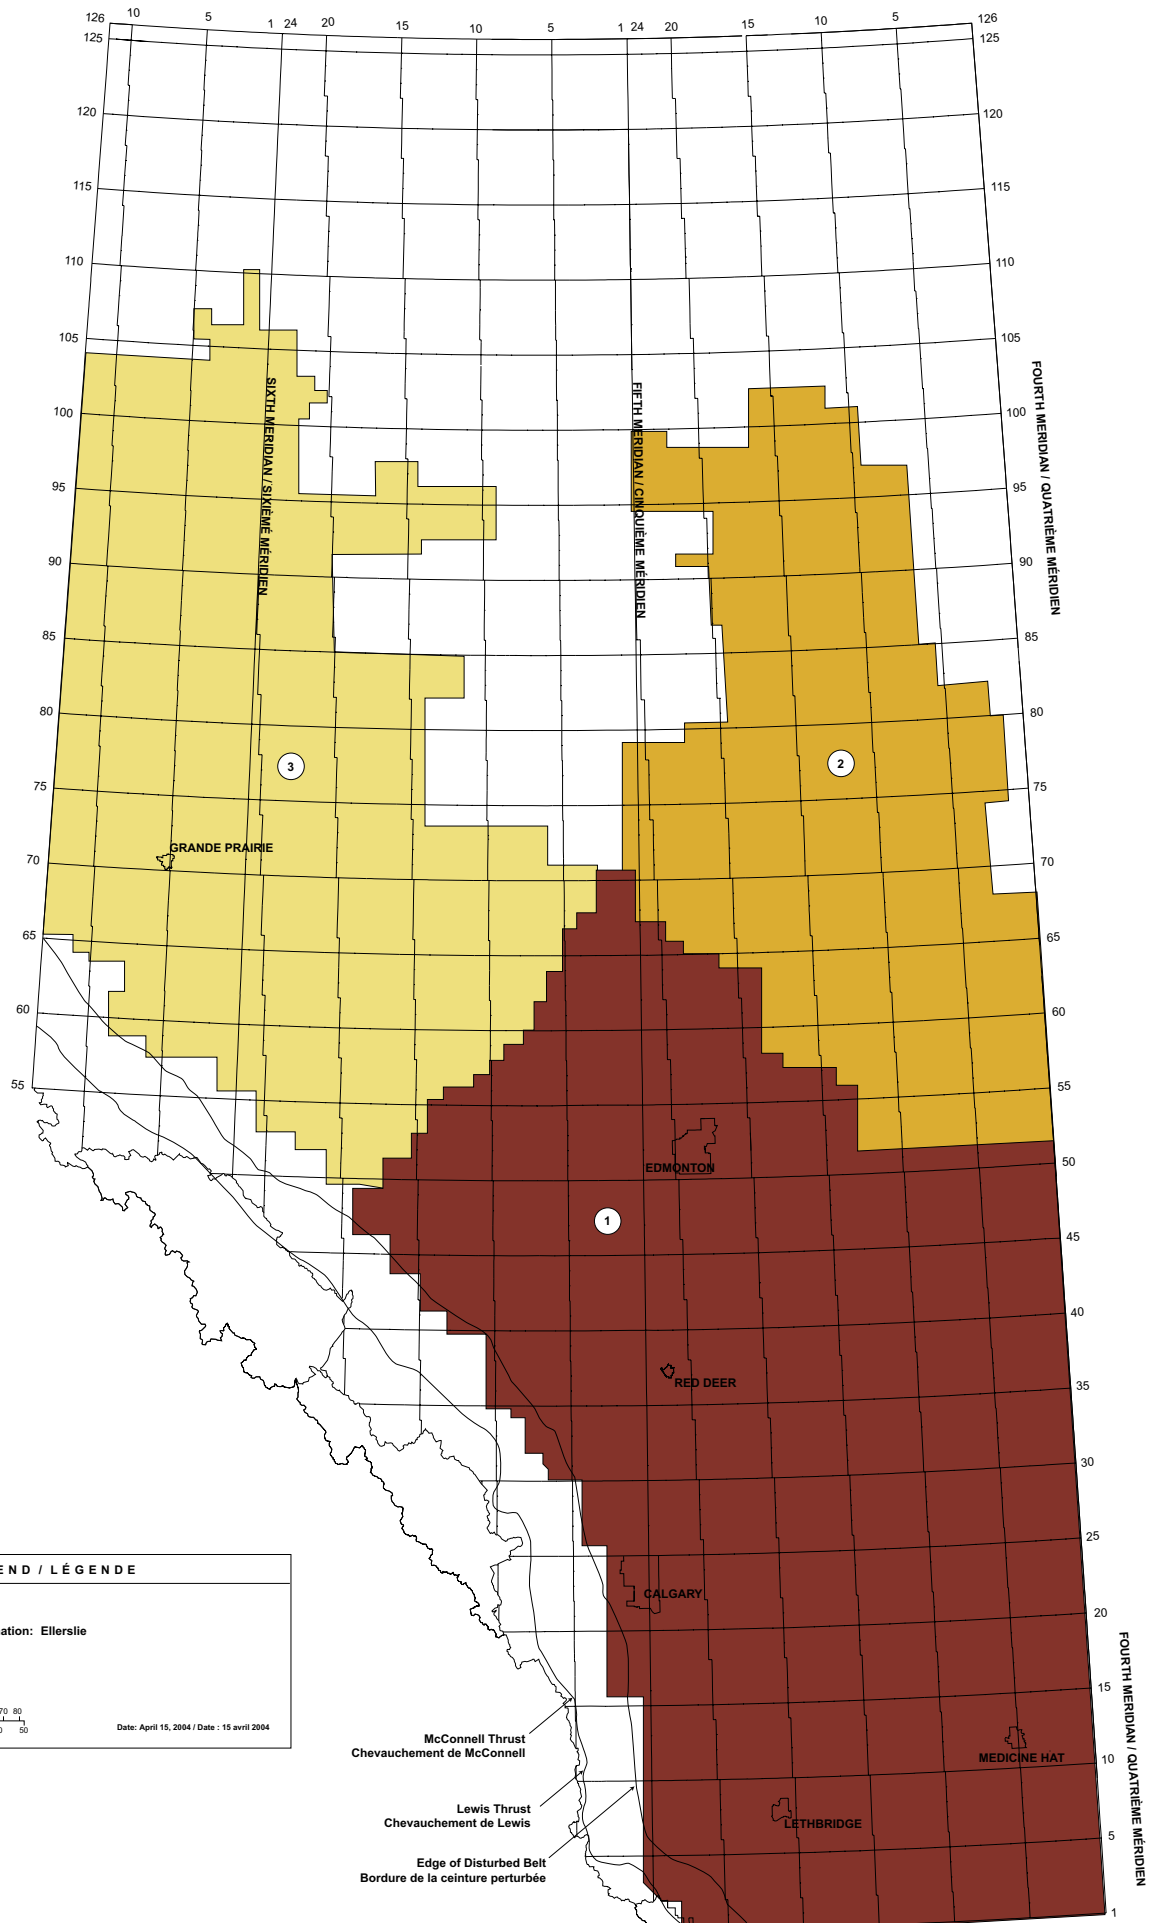 126 10 5 1 24 20 15 10 5 1 24 20 15 10 5 126
125 125
120 120
115 115
110 110
105 105
100 100
95 95
90 90
85 85
80 80
75 75
70 70
65 65
60 60
55 55
50
45
40
35
30
25
20
15
10
5
1
SIXTH MERIDIAN / SIXIÈMÉ MÉRIDIEN
FIFTH MERIDIAN / CINQUIÈME MÉRIDIEN
FOURTH MERIDIAN / QUATRIÈME MÉRIDIEN
3
2
GRANDE PRAIRIE
EDMONTON
1
RED DEER
CALGARY
MEDICINE HAT
LETHBRIDGE
FOURTH MERIDIAN / QUATRIÈME MÉRIDIEN
McConnell Thrust
Chevauchement de McConnell
Lewis Thrust
Chevauchement de Lewis
Edge of Disturbed Belt
Bordure de la ceinture perturbée
END / LÉGENDE
ation: Ellerslie
70 80
50
Date: April 15, 2004 / Date : 15 avril 2004